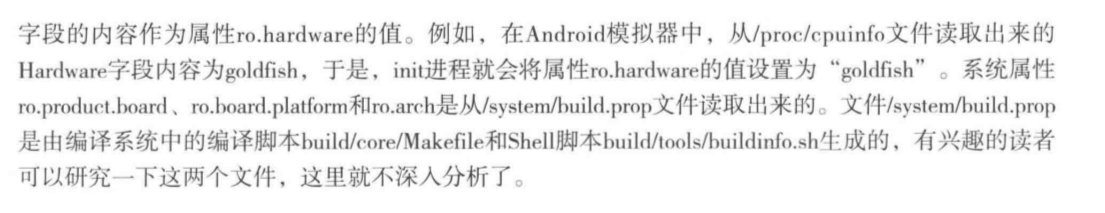 字段的内容作为属性ro.hardware的值。例如，在Android模拟器中，从/proc/cpuinfo文件读取出来的
Hardware字段内容为goldfish，于是，init进程就会将属性ro.hardware的值设置为“goldfish”。系统属性
ro.product.board、ro.board.platform和ro.arch是从/system/build.prop文件读取出来的。文件/system/build.prop
是由编译系统中的编译脚本build/core/Makefile和Shell脚本build/tools/buildinfo.sh生成的，有兴趣的读者
可以研究一下这两个文件，这里就不深入分析了。